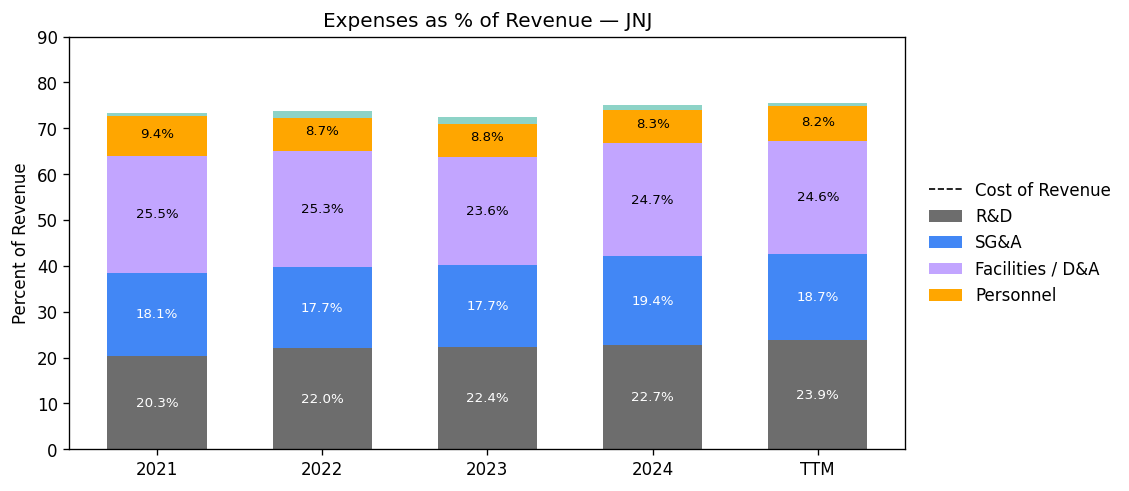 Expenses as % of Revenue — JNJ
Percent of Revenue
90
80
70
60
50
40
30
20
10
0
9.4% 8.7% 8.8% 8.3% 8.2%
25.5% 25.3% 23.6% 24.7% 24.6%
18.1% 17.7% 17.7% 19.4% 18.7%
20.3% 22.0% 22.4% 22.7% 23.9%
2021 2022 2023 2024 TTM
Cost of Revenue
R&D
SG&A
Facilities / D&A
Personnel